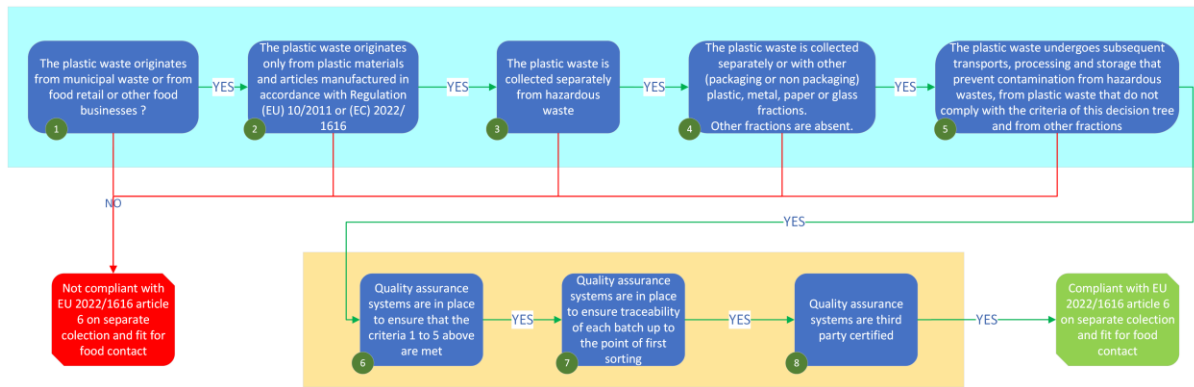 The plastic waste originates
from municipal waste or from
food retail or other food
businesses ?
1
YES
The plastic waste originates
only from plastic materials
and articles manufactured in
accordance with Regulation
(EU) 10/2011 or (EC) 2022/
1616
2
YES
The plastic waste is
collected separately
from hazardous
waste
3
YES
The plastic waste is collected
separately or with other
(packaging or non packaging)
plastic, metal, paper or glass
fractions.
Other fractions are absent.
4
YES
The plastic waste undergoes subsequent
transports, processing and storage that
prevent contamination from hazardous
wastes, from plastic waste that do not
comply with the criteria of this decision tree
and from other fractions
5
NO
YES
Not compliant with
EU 2022/1616 article
6 on separate
colection and fit for
food contact
Quality assurance
systems are in place
to ensure that the
criteria 1 to 5 above
are met
6
YES
Quality assurance
systems are in place
to ensure traceability
of each batch up to
the point of first
sorting
7
YES
Quality assurance
systems are third
party certified
8
YES
Compliant with EU
2022/1616 article 6
on separate colection
and fit for food
contact